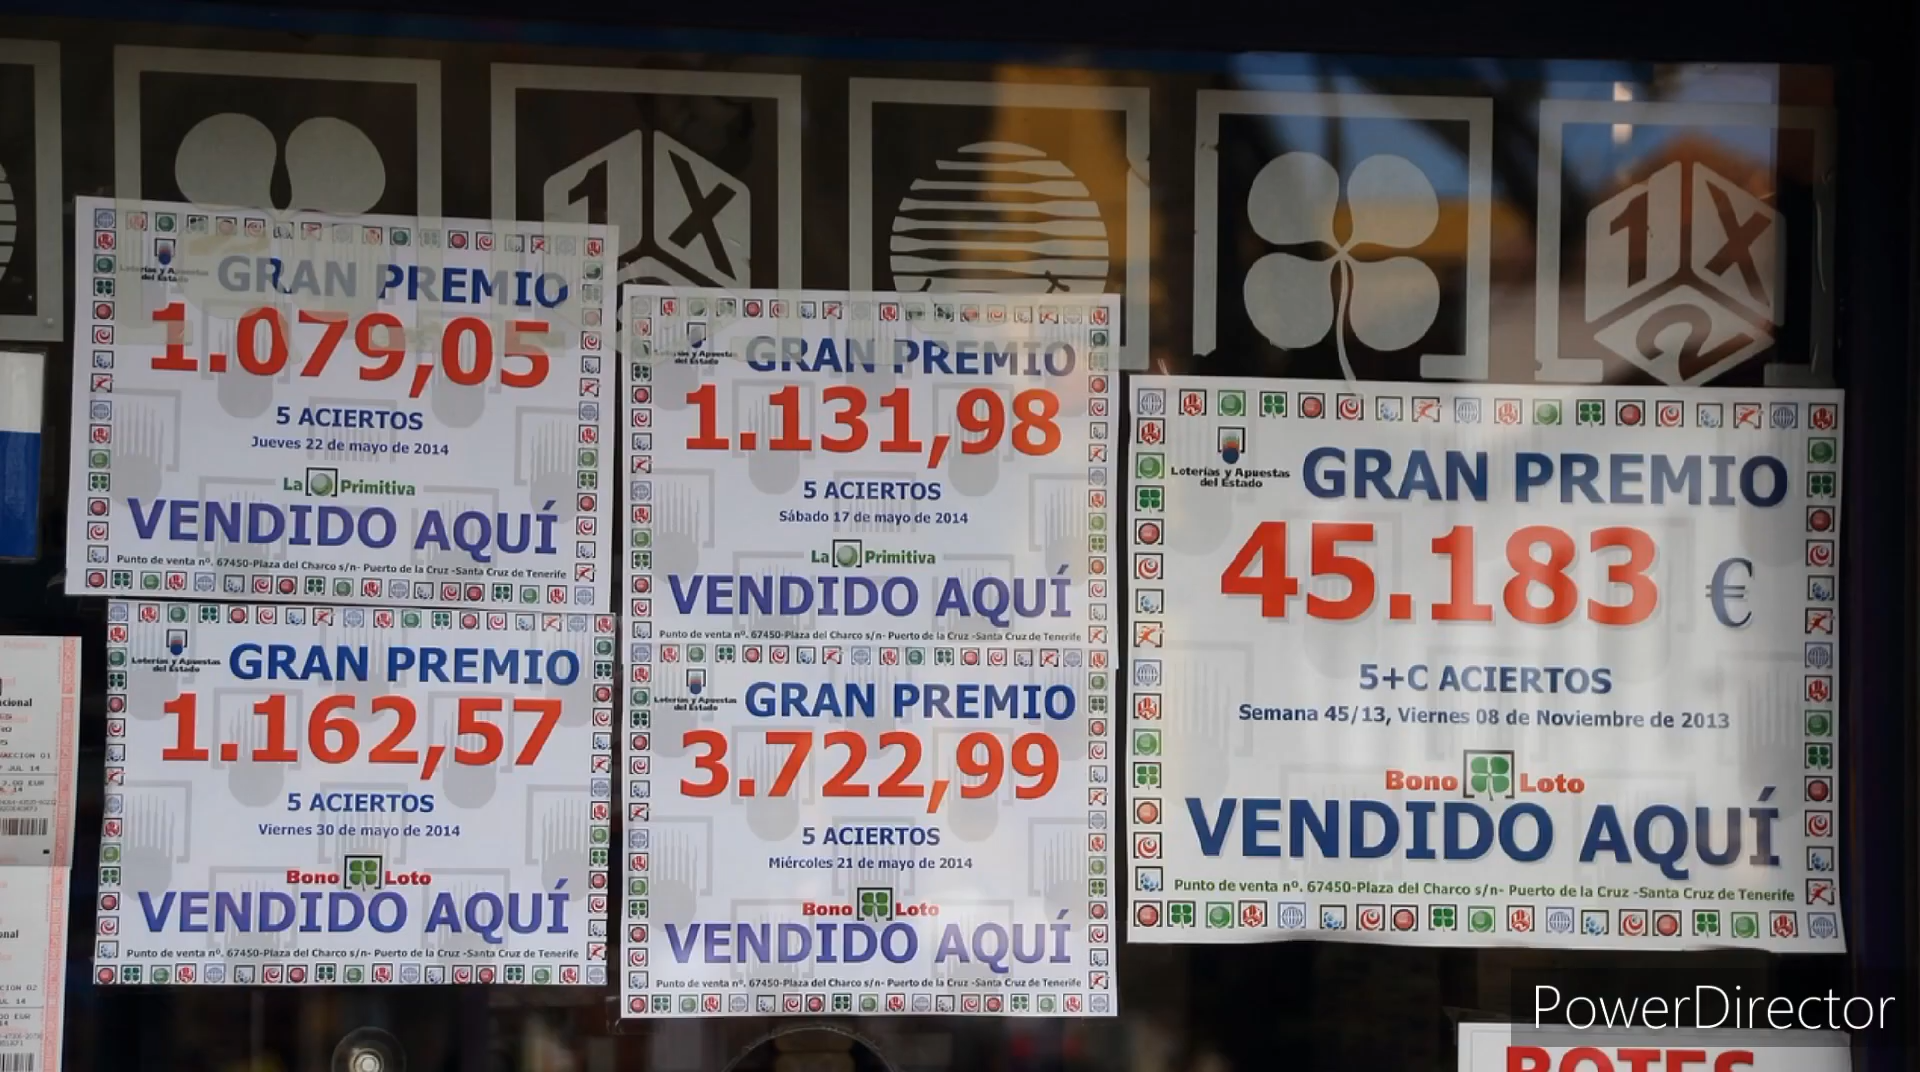 1X
1X2
Loterías y Apuestas
del Estado
GRAN PREMIO
1.079,05
5 ACIERTOS
Jueves 22 de mayo de 2014
La Primitiva
VENDIDO AQUÍ
Punto de venta nº. 67450-Plaza del Charco s/n- Puerto de la Cruz -Santa Cruz de Tenerife
Loterías y Apuestas
del Estado
GRAN PREMIO
1.162,57
5 ACIERTOS
Viernes 30 de mayo de 2014
Bono Loto
VENDIDO AQUÍ
Punto de venta nº. 67450-Plaza del Charco s/n- Puerto de la Cruz -Santa Cruz de Tenerife
Loterías y Apuestas
del Estado
GRAN PREMIO
1.131,98
5 ACIERTOS
Sábado 17 de mayo de 2014
La Primitiva
VENDIDO AQUÍ
Punto de venta nº. 67450-Plaza del Charco s/n- Puerto de la Cruz -Santa Cruz de Tenerife
Loterías y Apuestas
del Estado
GRAN PREMIO
3.722,99
5 ACIERTOS
Miércoles 21 de mayo de 2014
Bono Loto
VENDIDO AQUÍ
Punto de venta nº. 67450-Plaza del Charco s/n- Puerto de la Cruz -Santa Cruz de Tenerife
Loterías y Apuestas
del Estado
GRAN PREMIO
45.183 €
5+C ACIERTOS
Semana 45/13, Viernes 08 de Noviembre de 2013
Bono Loto
VENDIDO AQUÍ
Punto de venta nº. 67450-Plaza del Charco s/n- Puerto de la Cruz -Santa Cruz de Tenerife
PowerDirector
BOTES